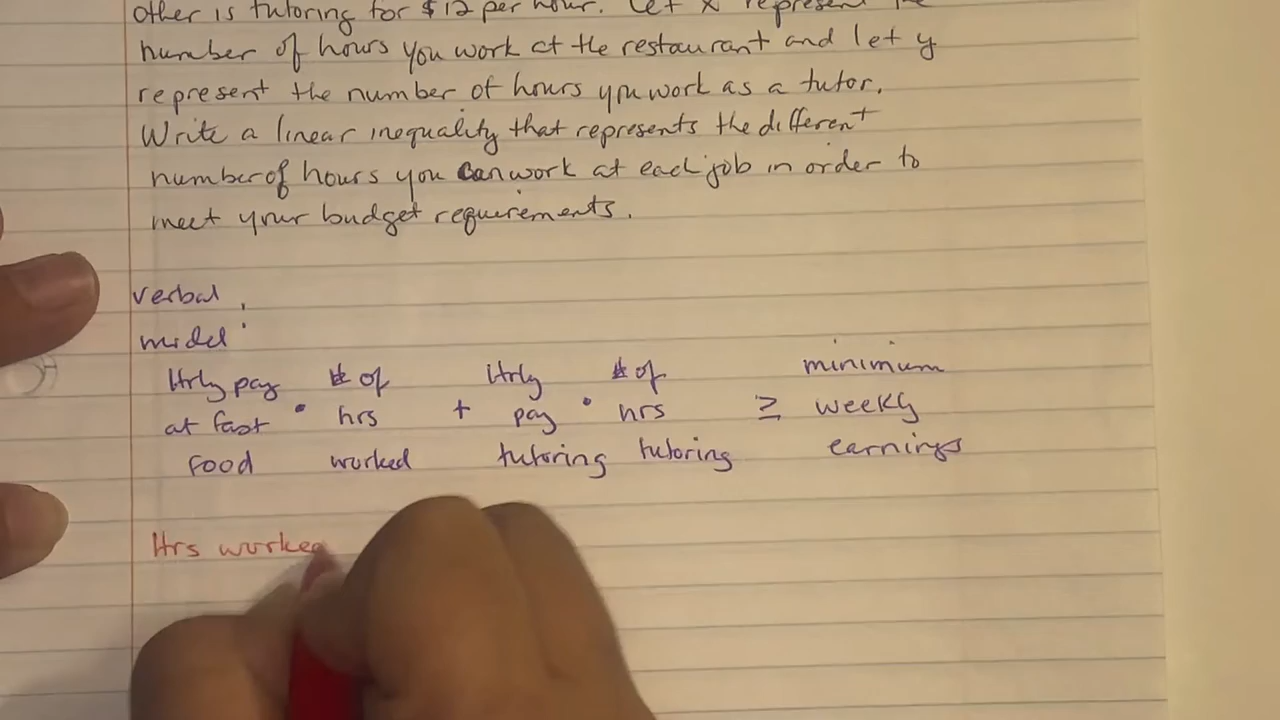 other is tutoring for $12 per hour. Let x represent the
number of hours you work at the restaurant and let y
represent the number of hours you work as a tutor.
Write a linear inequality that represents the different
number of hours you can work at each job in order to
meet your budget requirements.
verbal
model:
Hrly pay # of Hrly # of minimum
at fast • hrs + pay • hrs ≥ weekly
food worked tutoring tutoring earnings
Hrs worked